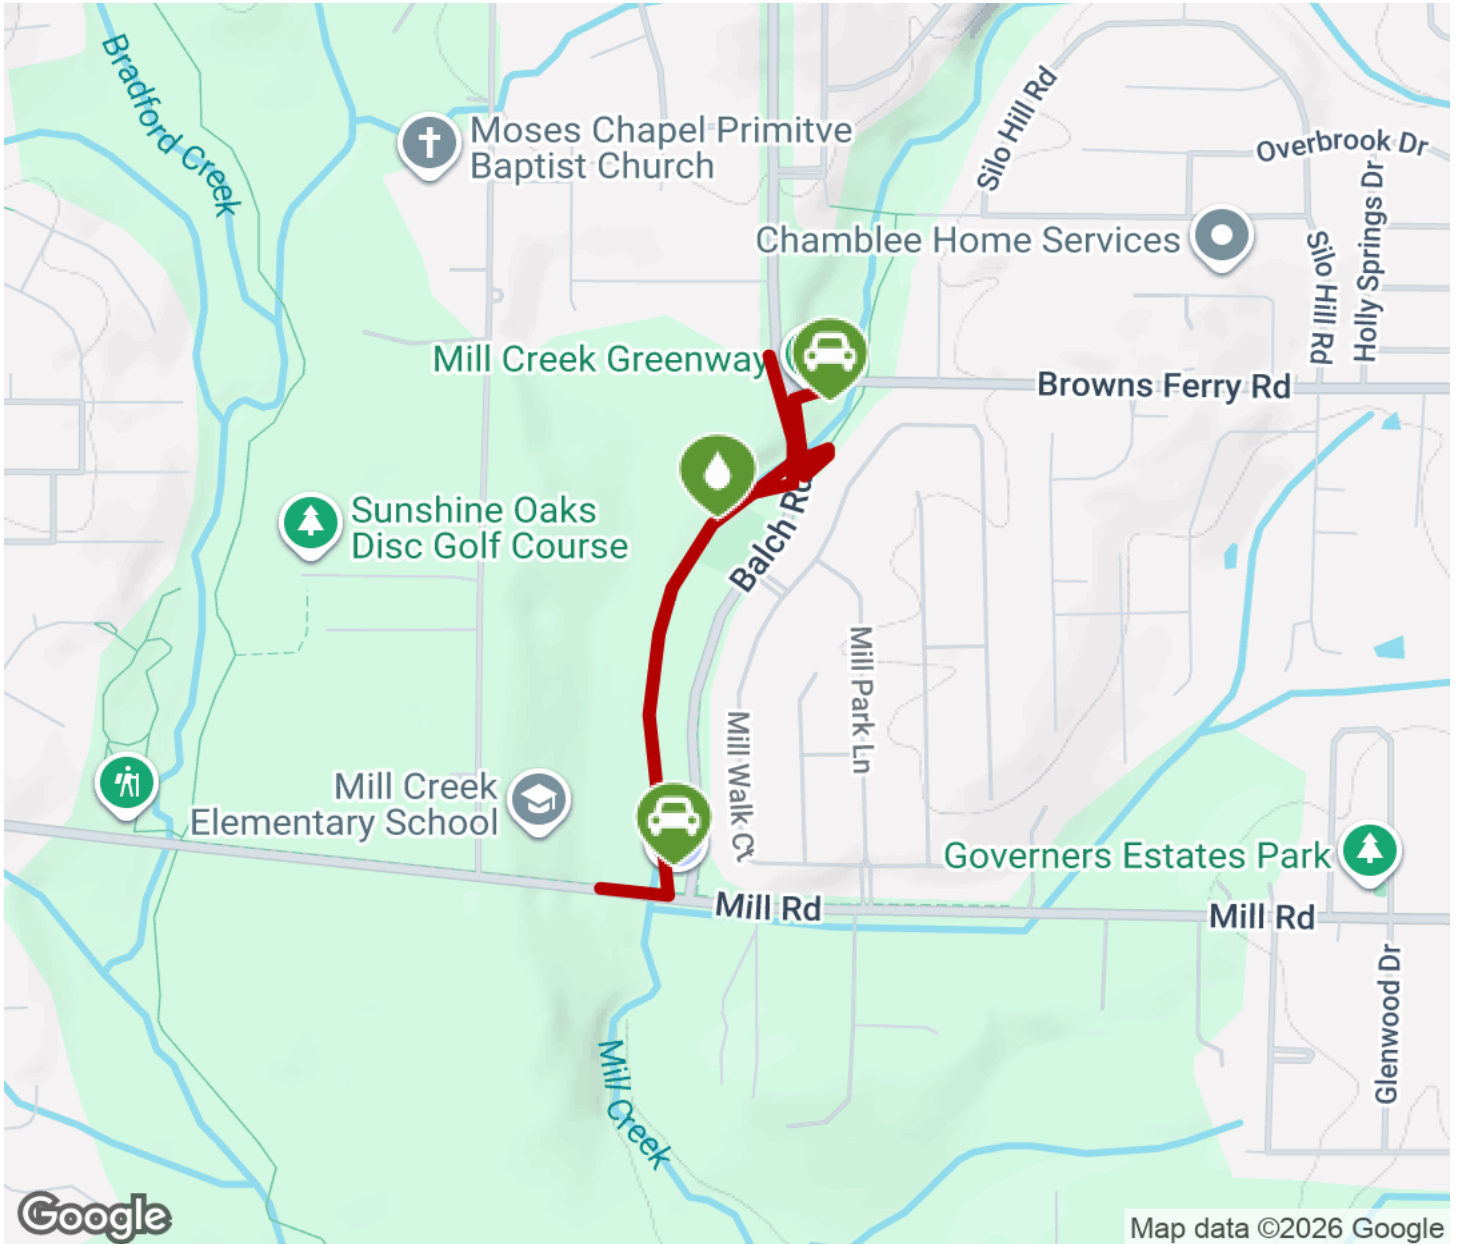 Bradford Creek
Moses Chapel Primitve
Baptist Church
Silo Hill Rd
Overbrook Dr
Chamblee Home Services
Silo Hill Rd
Holly Springs Dr
Mill Creek Greenway
Browns Ferry Rd
Sunshine Oaks
Disc Golf Course
Balch Rd
Mill Park Ln
Mill Walk Ct
Mill Creek
Elementary School
Governers Estates Park
Mill Rd
Mill Rd
Glenwood Dr
Mill Creek
Google
Map data ©2026 Google